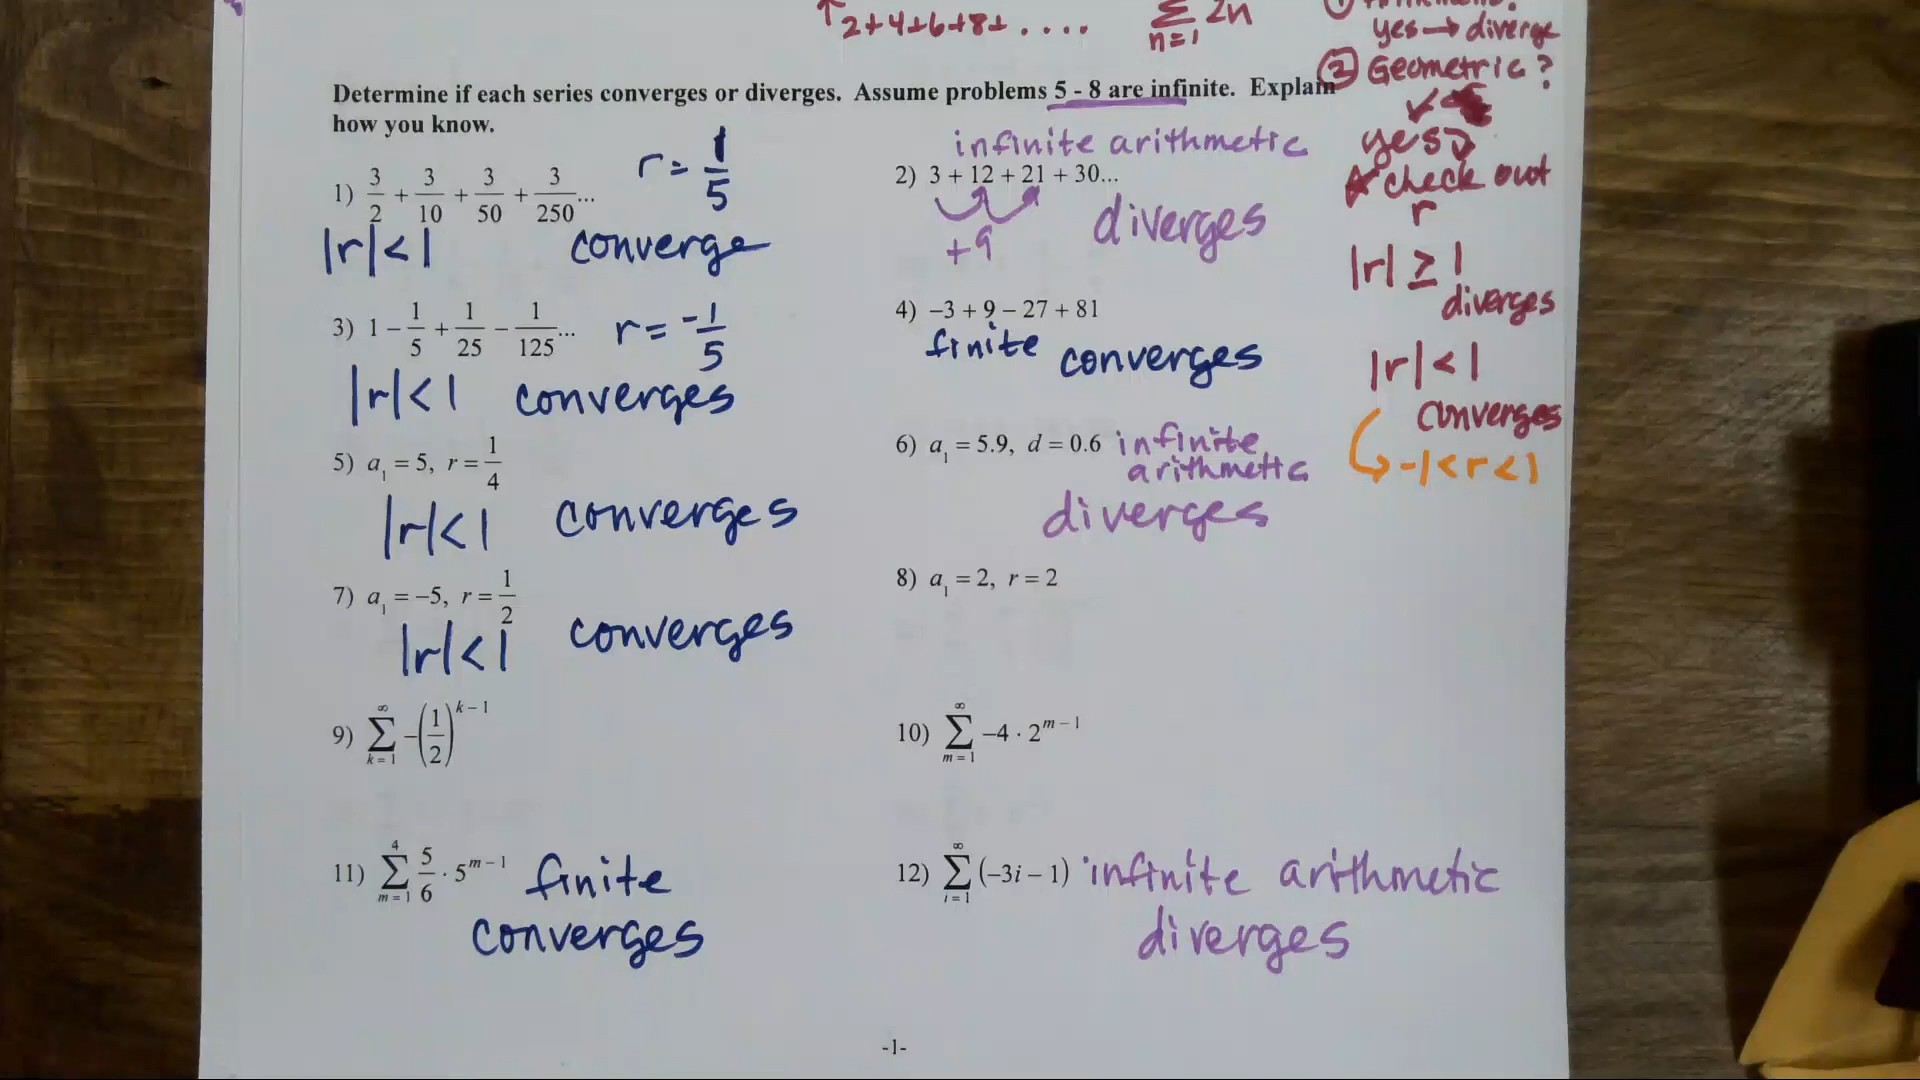 ↑2+4+6+8+....
∑ 2n
n=1
yes → diverge
② Geometric?
yes
check out
r
|r| ≥ 1
diverges
|r| < 1
converges
-1<r<1
Determine if each series converges or diverges. Assume problems 5 - 8 are infinite. Explain
how you know.
1) 3/2 + 3/10 + 3/50 + 3/250...
r = 1/5
|r|<1 converge
infinite arithmetic
2) 3 + 12 + 21 + 30...
+9 diverges
3) 1 − 1/5 + 1/25 − 1/125...
r = -1/5
|r|<1 converges
4) −3 + 9 − 27 + 81
finite converges
5) a₁ = 5, r = 1/4
|r|<1 converges
6) a₁ = 5.9, d = 0.6 infinite
arithmetic
diverges
7) a₁ = −5, r = 1/2
|r|<1 converges
8) a₁ = 2, r = 2
9) ∞ ∑ k = 1 −(1/2)^(k − 1)
10) ∞ ∑ m = 1 −4 · 2^(m − 1)
11) 4 ∑ m = 1 5/6 · 5^(m − 1) finite
converges
12) ∞ ∑ i = 1 (−3i − 1) infinite arithmetic
diverges
-1-